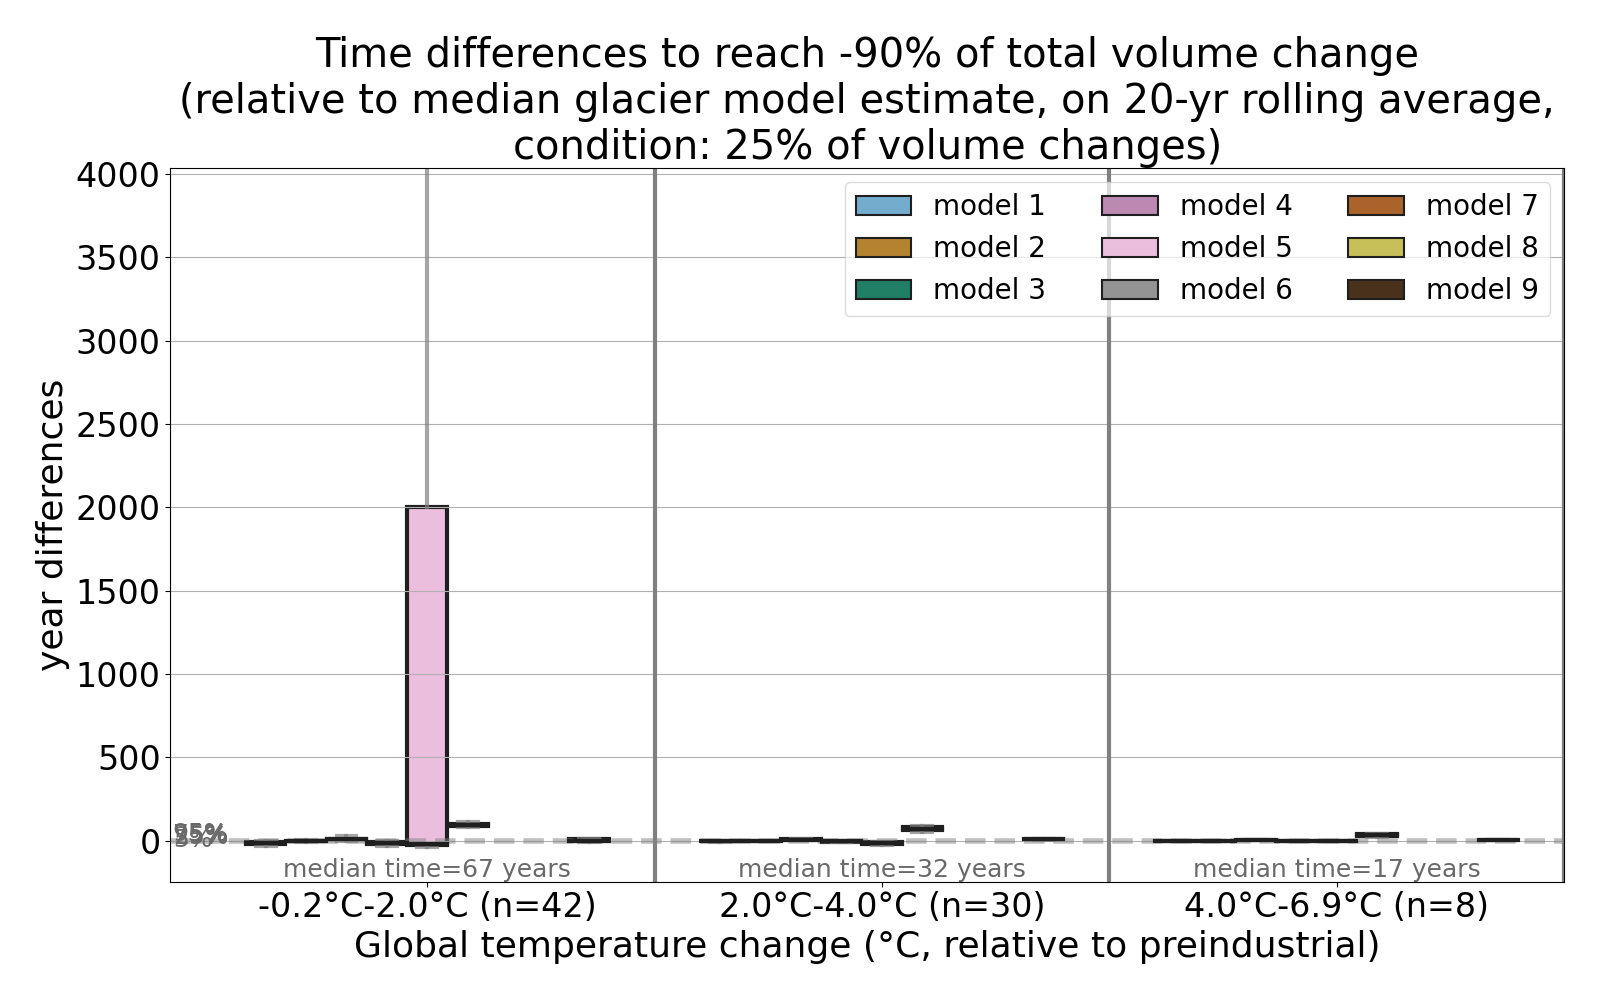 Time differences to reach -90% of total volume change
(relative to median glacier model estimate, on 20-yr rolling average,
condition: 25% of volume changes)
4000
3500
3000
2500
2000
1500
1000
500
0
year differences
model 1
model 2
model 3
model 4
model 5
model 6
model 7
model 8
model 9
median time=67 years
median time=32 years
median time=17 years
-0.2°C-2.0°C (n=42)
2.0°C-4.0°C (n=30)
4.0°C-6.9°C (n=8)
Global temperature change (°C, relative to preindustrial)